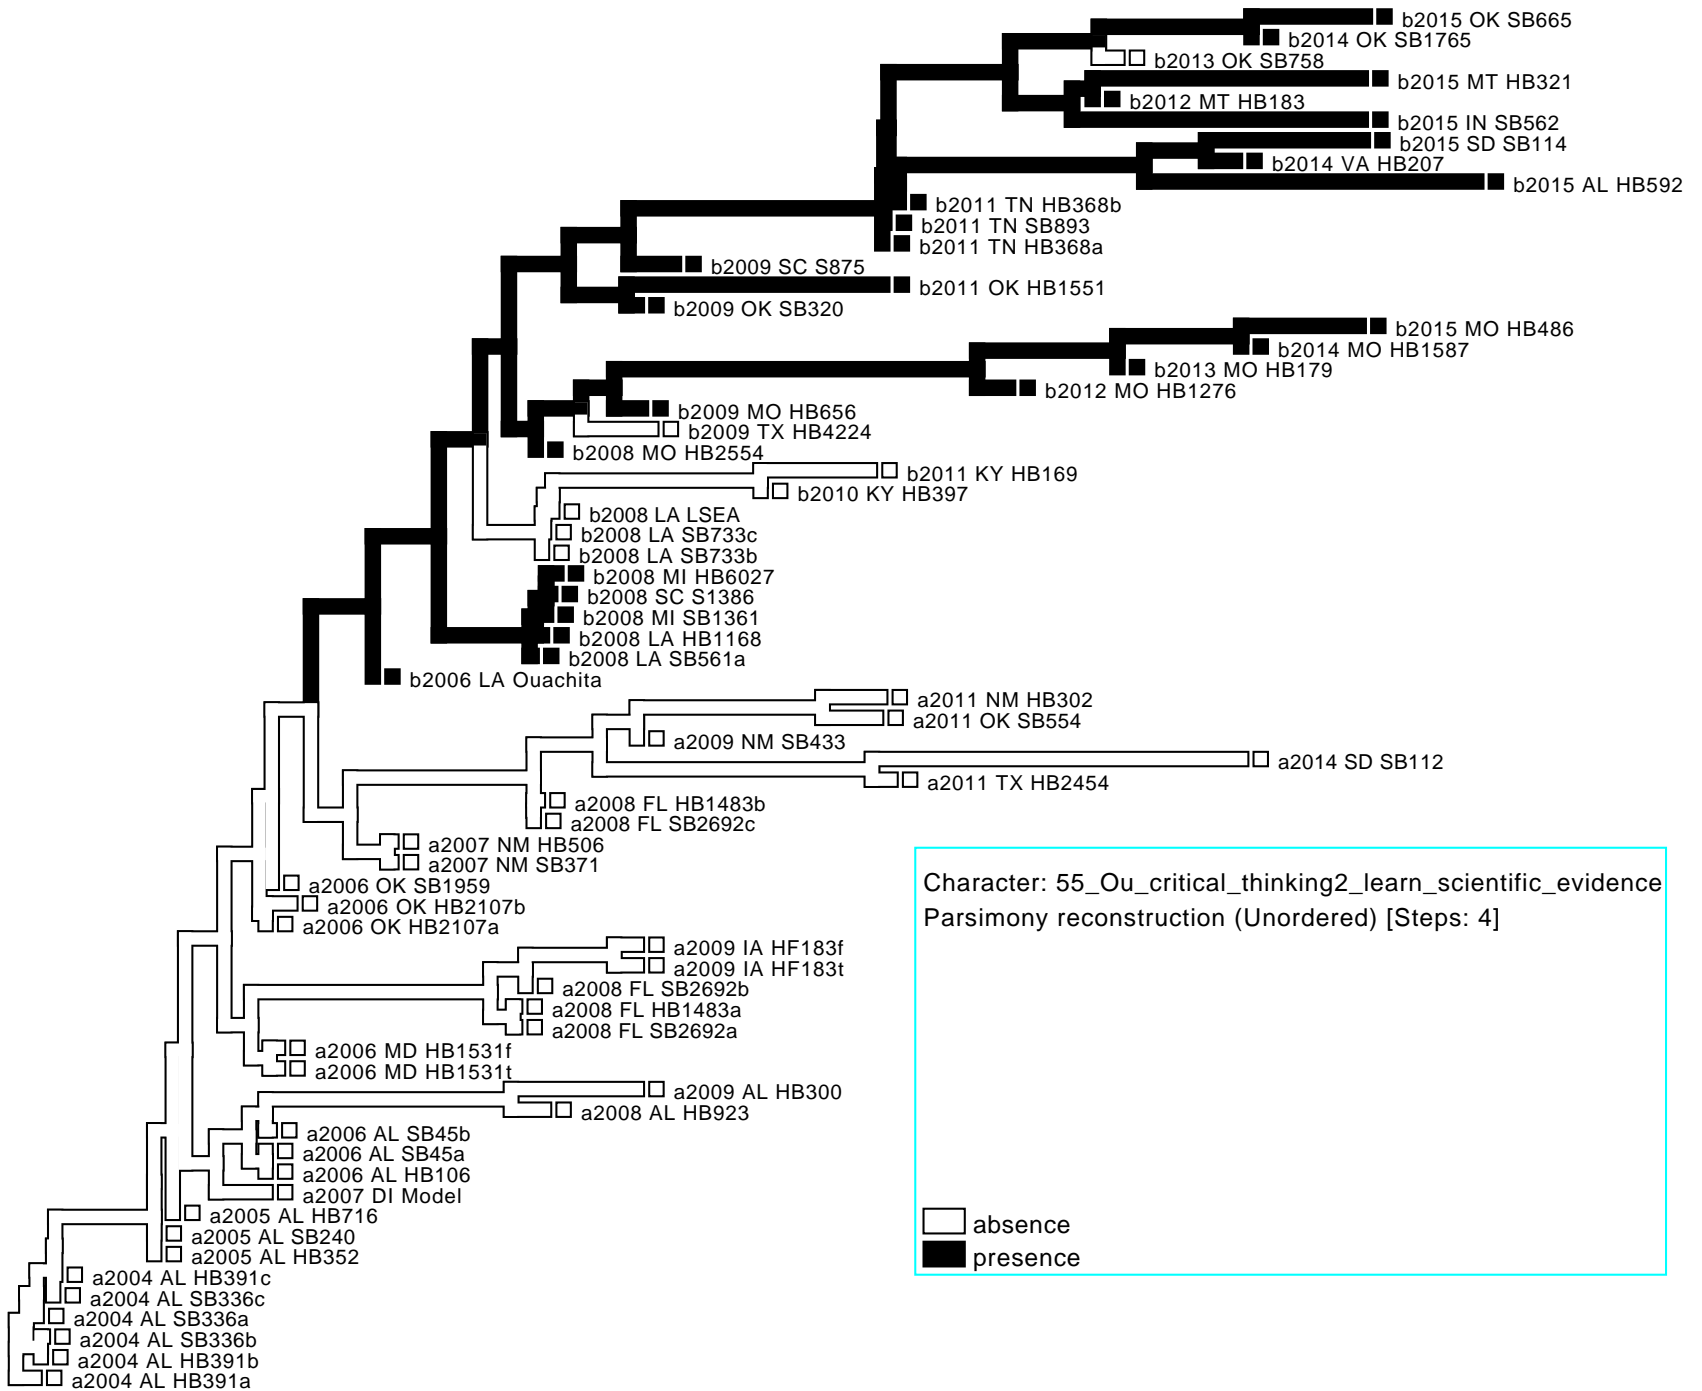 b2015 OK SB665
b2014 OK SB1765
b2013 OK SB758
b2015 MT HB321
b2012 MT HB183
b2015 IN SB562
b2015 SD SB114
b2014 VA HB207
b2015 AL HB592
b2011 TN HB368b
b2011 TN SB893
b2011 TN HB368a
b2009 SC S875
b2011 OK HB1551
b2009 OK SB320
b2015 MO HB486
b2014 MO HB1587
b2013 MO HB179
b2012 MO HB1276
b2009 MO HB656
b2009 TX HB4224
b2008 MO HB2554
b2011 KY HB169
b2010 KY HB397
b2008 LA LSEA
b2008 LA SB733c
b2008 LA SB733b
b2008 MI HB6027
b2008 SC S1386
b2008 MI SB1361
b2008 LA HB1168
b2008 LA SB561a
b2006 LA Ouachita
a2011 NM HB302
a2011 OK SB554
a2009 NM SB433
a2014 SD SB112
a2011 TX HB2454
a2008 FL HB1483b
a2008 FL SB2692c
a2007 NM HB506
a2007 NM SB371
a2006 OK SB1959
a2006 OK HB2107b
a2006 OK HB2107a
a2009 IA HF183f
a2009 IA HF183t
a2008 FL SB2692b
a2008 FL HB1483a
a2008 FL SB2692a
a2006 MD HB1531f
a2006 MD HB1531t
a2009 AL HB300
a2008 AL HB923
a2006 AL SB45b
a2006 AL SB45a
a2006 AL HB106
a2007 DI Model
a2005 AL HB716
a2005 AL SB240
a2005 AL HB352
a2004 AL HB391c
a2004 AL SB336c
a2004 AL SB336a
a2004 AL SB336b
a2004 AL HB391b
a2004 AL HB391a
Character: 55_Ou_critical_thinking2_learn_scientific_evidence
Parsimony reconstruction (Unordered) [Steps: 4]
absence
presence